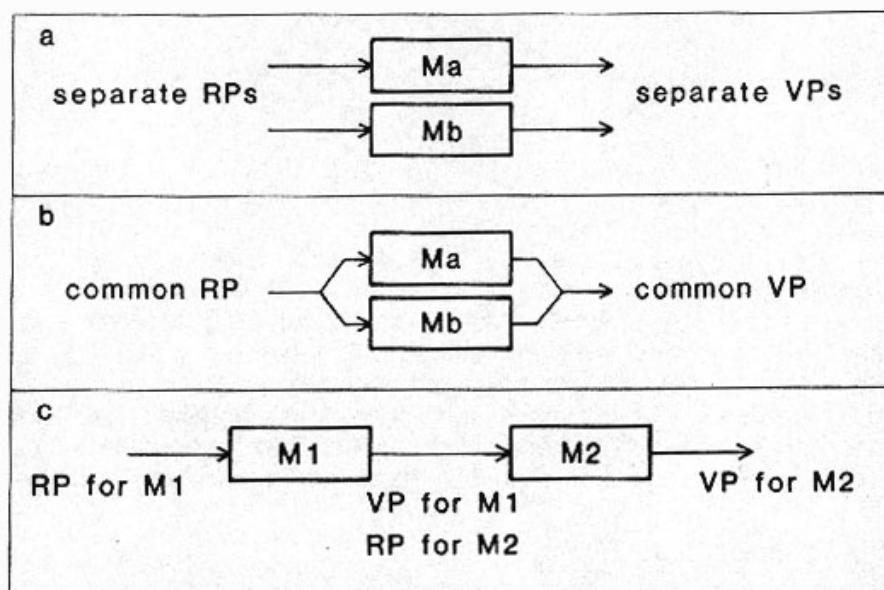 a
Ma
separate RPs
separate VPs
Mb
b
Ma
common RP
common VP
Mb
c
M1
M2
RP for M1
VP for M1
VP for M2
RP for M2